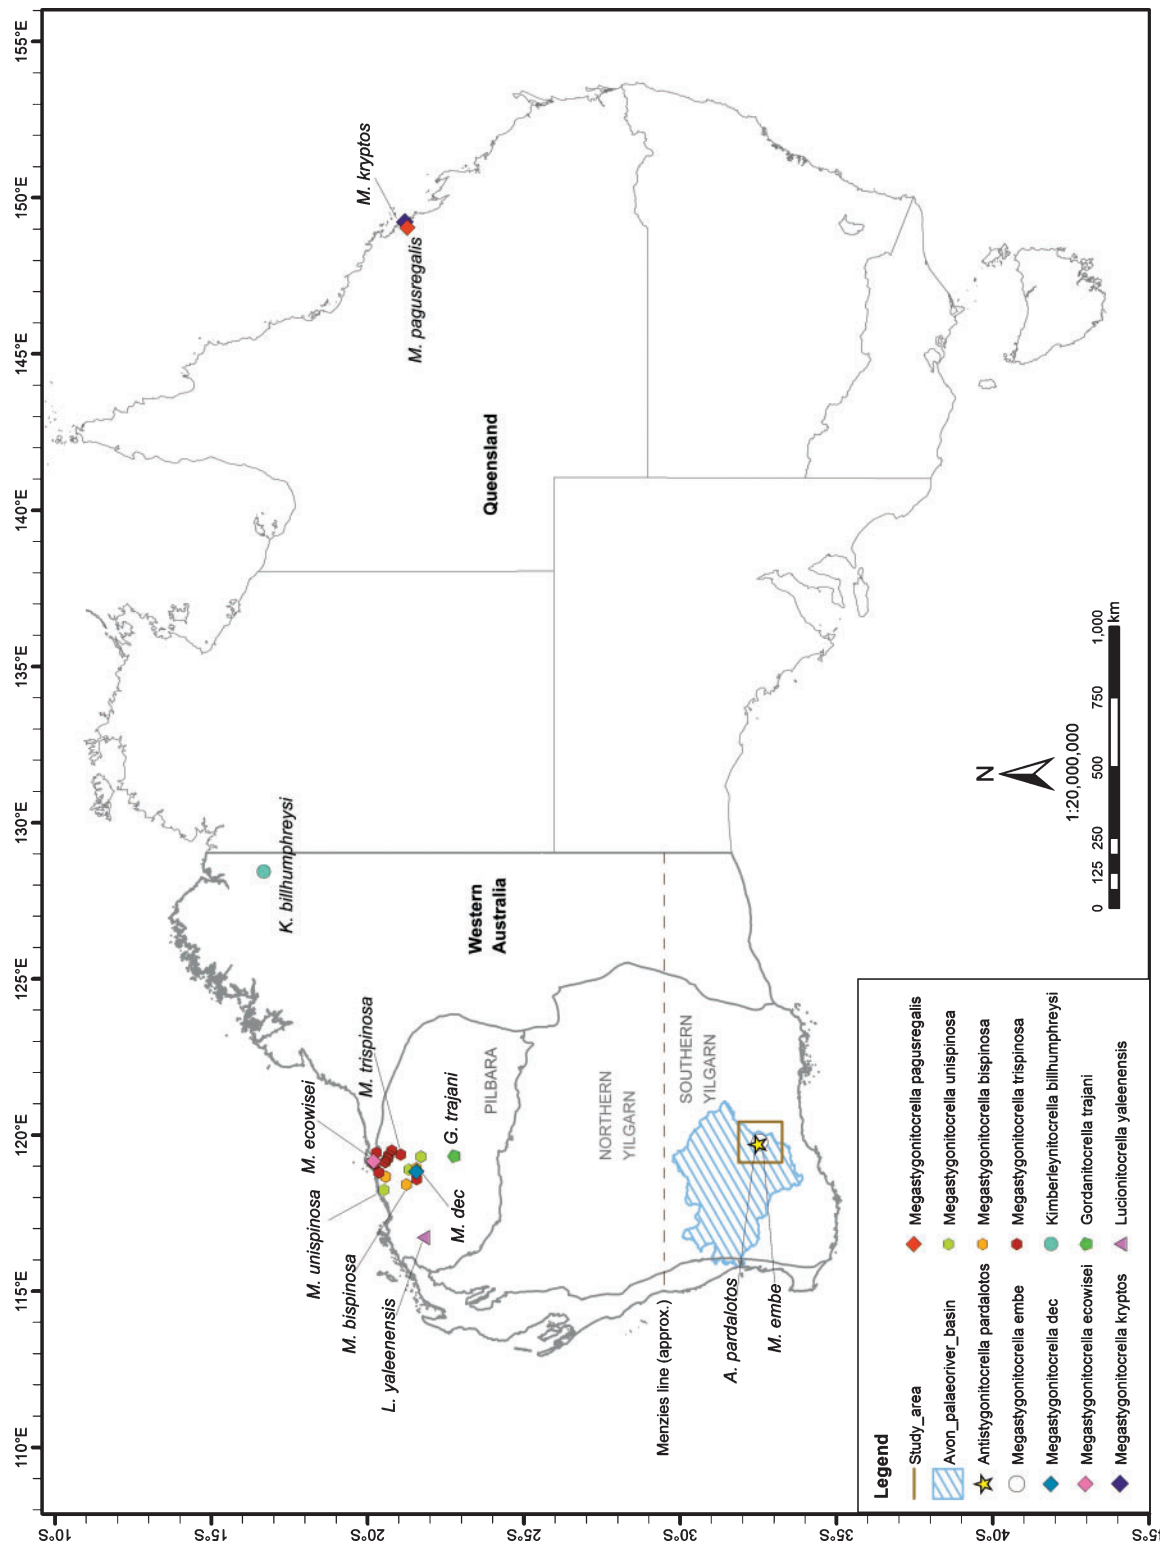 110°E
115°E
120°E
125°E
130°E
135°E
140°E
145°E
150°E
155°E
10°S
15°S
20°S
25°S
30°S
35°S
40°S
45°S
K. billhumphreysi
M. ecowisei
M. unispinosa
M. trispinosa
M. bispinosa
L. yaleenensis
M. dec
G. trajani
M. kryptos
M. pagusregalis
PILBARA
Western
Australia
Queensland
NORTHERN
YILGARN
Menzies line (approx.)
SOUTHERN
YILGARN
A. pardalotos
M. embe
N
1:20,000,000
0 125 250 500 750 1,000
km
Legend
Study_area
Avon_palaeoriver_basin
Antistygonitocrella pardalotos
Megastygonitocrella embe
Megastygonitocrella dec
Megastygonitocrella ecowisei
Megastygonitocrella kryptos
Megastygonitocrella pagusregalis
Megastygonitocrella unispinosa
Megastygonitocrella bispinosa
Megastygonitocrella trispinosa
Kimberleynitocrella billhumphreysi
Gordanitocrella trajani
Lucionitocrella yaleenensis